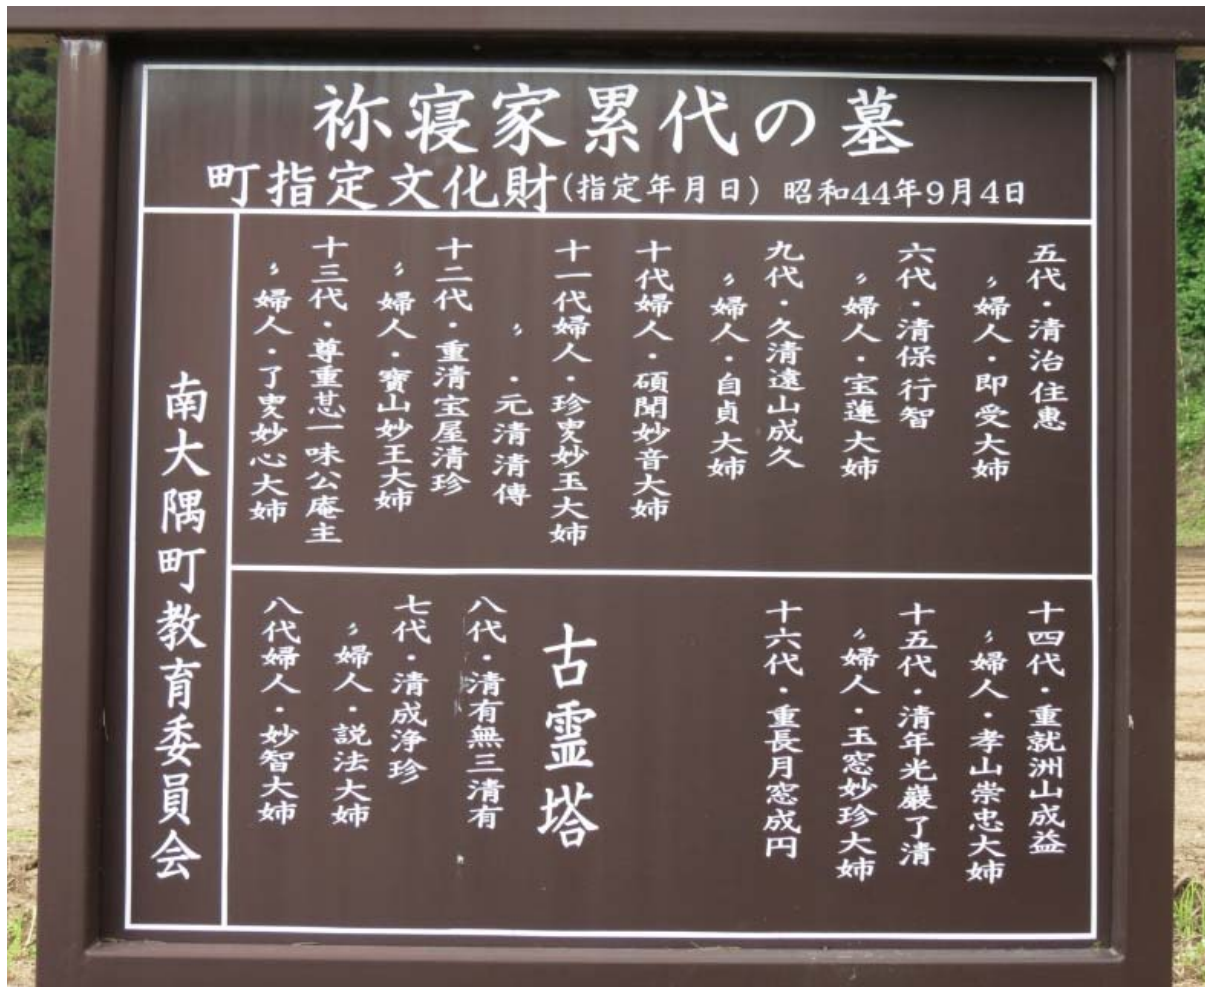 祢寝家累代の墓
町指定文化財(指定年月日) 昭和44年9月4日
五代・清治住惠
〃婦人・即受大姉
六代・清保行智
〃婦人・宝蓮大姉
九代・久清遠山成久
〃婦人・自貞大姉
十代婦人・碩聞妙音大姉
十一代婦人・珍叟妙玉大姉
〃・元清清傳
十二代・重清宝屋清珍
〃婦人・寶山妙王大姉
十三代・尊重恕一味公庵主
〃婦人・了叟妙心大姉
十四代・重就洲山成益
〃婦人・孝山崇忠大姉
十五代・清年光巖了清
〃婦人・玉窓妙珍大姉
十六代・重長月窓成円
古霊塔
八代・清有無三清有
七代・清成浄珍
〃婦人・説法大姉
八代婦人・妙智大姉
南大隅町教育委員会